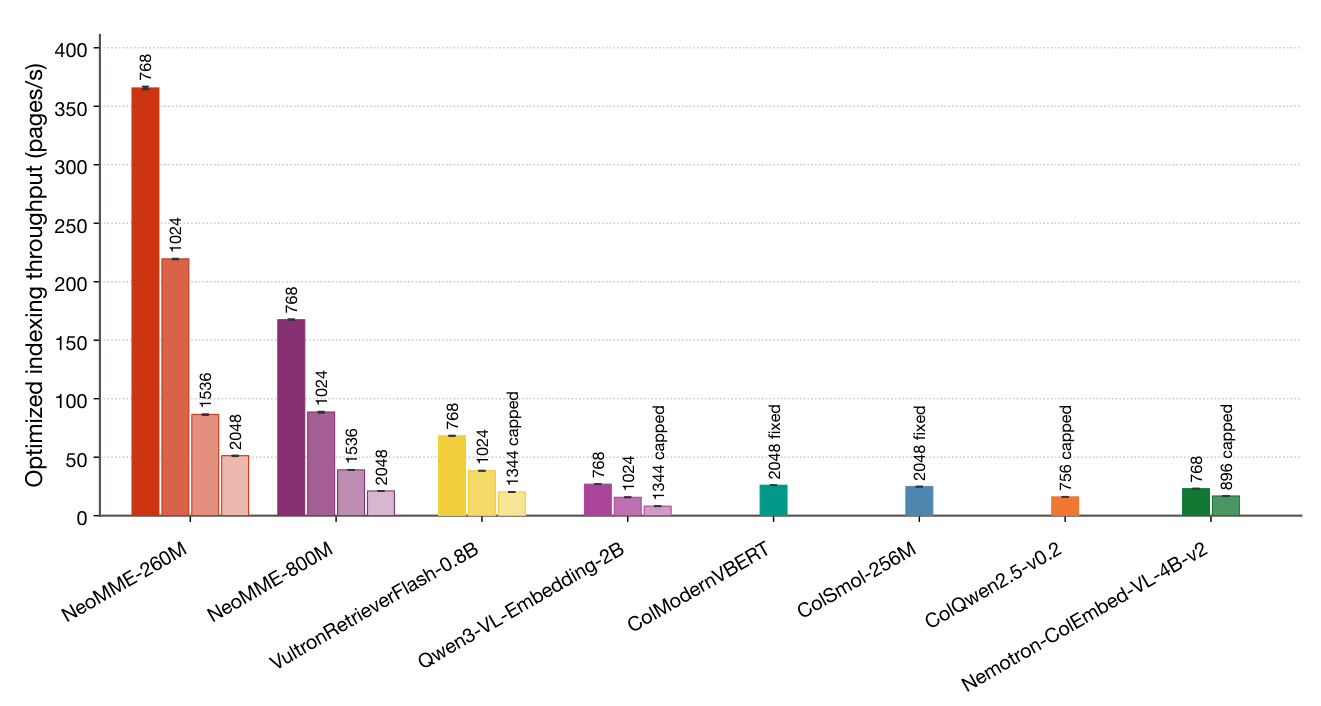 Optimized indexing throughput (pages/s)
400
350
300
250
200
150
100
50
0
768
1024
1536
2048
768
1024
1536
2048
768
1024
1344 capped
768
1024
1344 capped
2048 fixed
2048 fixed
756 capped
768
896 capped
NeoMME-260M
NeoMME-800M
VultronRetrieverFlash-0.8B
Qwen3-VL-Embedding-2B
ColModernVBERT
ColSmol-256M
ColQwen2.5-v0.2
Nemotron-ColEmbed-VL-4B-v2